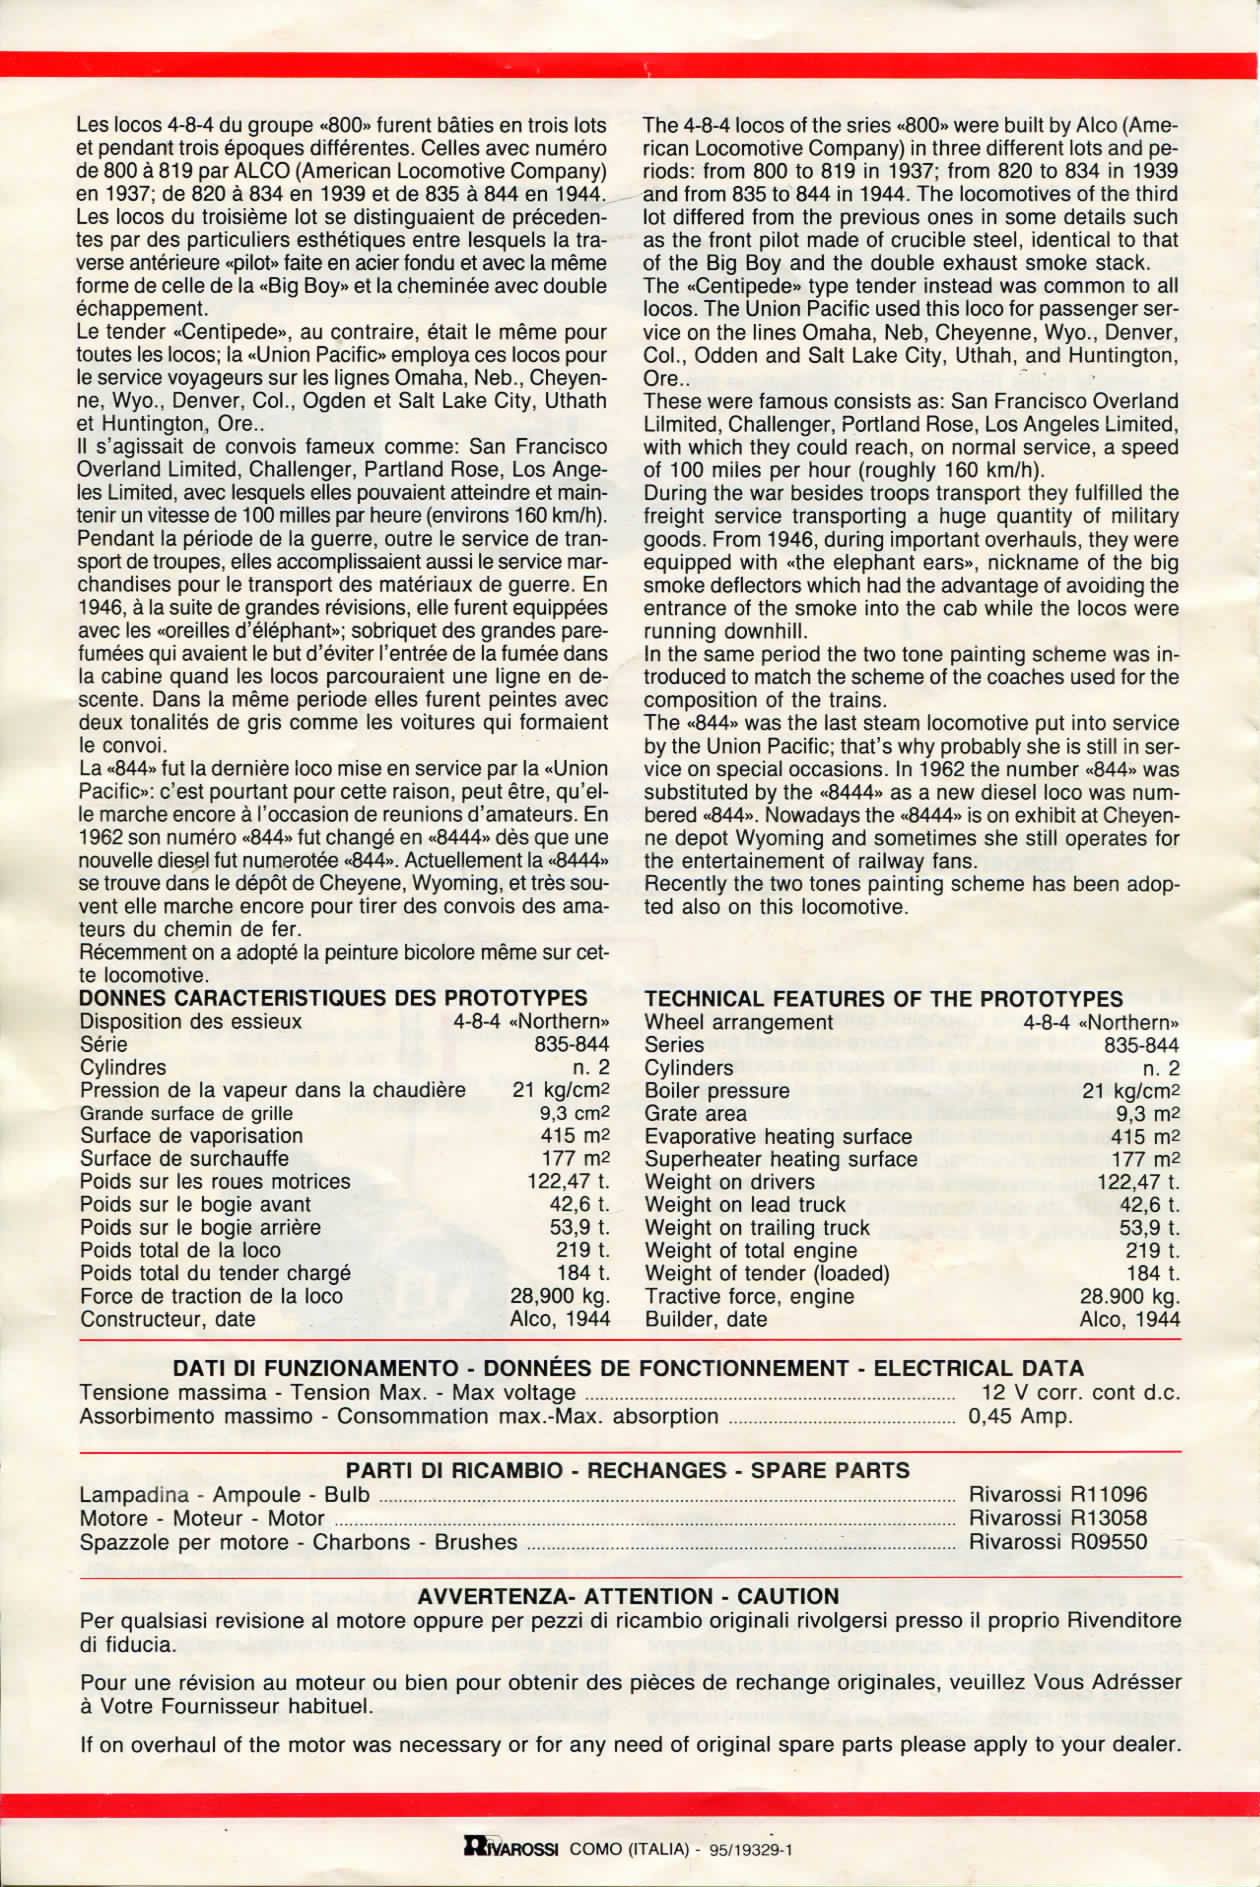 Les locos 4-8-4 du groupe «800» furent bâties en trois lots
et pendant trois époques différentes. Celles avec numéro
de 800 à 819 par ALCO (American Locomotive Company)
en 1937; de 820 à 834 en 1939 et de 835 à 844 en 1944.
Les locos du troisième lot se distinguaient de préceden-
tes par des particuliers esthétiques entre lesquels la tra-
verse antérieure «pilot» faite en acier fondu et avec la même
forme de celle de la «Big Boy» et la cheminée avec double
échappement.
Le tender «Centipede», au contraire, était le même pour
toutes les locos; la «Union Pacific» employa ces locos pour
le service voyageurs sur les lignes Omaha, Neb., Cheyen-
ne, Wyo., Denver, Col., Ogden et Salt Lake City, Uthath
et Huntington, Ore..
Il s'agissait de convois fameux comme: San Francisco
Overland Limited, Challenger, Partland Rose, Los Ange-
les Limited, avec lesquels elles pouvaient atteindre et main-
tenir un vitesse de 100 milles par heure (environs 160 km/h).
Pendant la période de la guerre, outre le service de tran-
sport de troupes, elles accomplissaient aussi le service mar-
chandises pour le transport des matériaux de guerre. En
1946, à la suite de grandes révisions, elle furent equippées
avec les «oreilles d'éléphant»; sobriquet des grandes pare-
fumées qui avaient le but d'éviter l'entrée de la fumée dans
la cabine quand les locos parcouraient une ligne en de-
scente. Dans la même periode elles furent peintes avec
deux tonalités de gris comme les voitures qui formaient
le convoi.
La «844» fut la dernière loco mise en service par la «Union
Pacific»: c'est pourtant pour cette raison, peut être, qu'el-
le marche encore à l'occasion de reunions d'amateurs. En
1962 son numéro «844» fut changé en «8444» dès que une
nouvelle diesel fut numerotée «844». Actuellement la «8444»
se trouve dans le dépôt de Cheyene, Wyoming, et très sou-
vent elle marche encore pour tirer des convois des ama-
teurs du chemin de fer.
Récemment on a adopté la peinture bicolore même sur cet-
te locomotive.
DONNES CARACTERISTIQUES DES PROTOTYPES
Disposition des essieux 4-8-4 «Northern»
Série 835-844
Cylindres n. 2
Pression de la vapeur dans la chaudière 21 kg/cm2
Grande surface de grille 9,3 cm2
Surface de vaporisation 415 m2
Surface de surchauffe 177 m2
Poids sur les roues motrices 122,47 t.
Poids sur le bogie avant 42,6 t.
Poids sur le bogie arrière 53,9 t.
Poids total de la loco 219 t.
Poids total du tender chargé 184 t.
Force de traction de la loco 28,900 kg.
Constructeur, date Alco, 1944
The 4-8-4 locos of the sries «800» were built by Alco (Ame-
rican Locomotive Company) in three different lots and pe-
riods: from 800 to 819 in 1937; from 820 to 834 in 1939
and from 835 to 844 in 1944. The locomotives of the third
lot differed from the previous ones in some details such
as the front pilot made of crucible steel, identical to that
of the Big Boy and the double exhaust smoke stack.
The «Centipede» type tender instead was common to all
locos. The Union Pacific used this loco for passenger ser-
vice on the lines Omaha, Neb, Cheyenne, Wyo., Denver,
Col., Odden and Salt Lake City, Uthah, and Huntington,
Ore..
These were famous consists as: San Francisco Overland
Lilmited, Challenger, Portland Rose, Los Angeles Limited,
with which they could reach, on normal service, a speed
of 100 miles per hour (roughly 160 km/h).
During the war besides troops transport they fulfilled the
freight service transporting a huge quantity of military
goods. From 1946, during important overhauls, they were
equipped with «the elephant ears», nickname of the big
smoke deflectors which had the advantage of avoiding the
entrance of the smoke into the cab while the locos were
running downhill.
In the same period the two tone painting scheme was in-
troduced to match the scheme of the coaches used for the
composition of the trains.
The «844» was the last steam locomotive put into service
by the Union Pacific; that's why probably she is still in ser-
vice on special occasions. In 1962 the number «844» was
substituted by the «8444» as a new diesel loco was num-
bered «844». Nowadays the «8444» is on exhibit at Cheyen-
ne depot Wyoming and sometimes she still operates for
the entertainement of railway fans.
Recently the two tones painting scheme has been adop-
ted also on this locomotive.
TECHNICAL FEATURES OF THE PROTOTYPES
Wheel arrangement 4-8-4 «Northern»
Series 835-844
Cylinders n. 2
Boiler pressure 21 kg/cm2
Grate area 9,3 m2
Evaporative heating surface 415 m2
Superheater heating surface 177 m2
Weight on drivers 122,47 t.
Weight on lead truck 42,6 t.
Weight on trailing truck 53,9 t.
Weight of total engine 219 t.
Weight of tender (loaded) 184 t.
Tractive force, engine 28.900 kg.
Builder, date Alco, 1944
DATI DI FUNZIONAMENTO - DONNÉES DE FONCTIONNEMENT - ELECTRICAL DATA
Tensione massima - Tension Max. - Max voltage 12 V corr. cont d.c.
Assorbimento massimo - Consommation max.-Max. absorption 0,45 Amp.
PARTI DI RICAMBIO - RECHANGES - SPARE PARTS
Lampadina - Ampoule - Bulb Rivarossi R11096
Motore - Moteur - Motor Rivarossi R13058
Spazzole per motore - Charbons - Brushes Rivarossi R09550
AVVERTENZA- ATTENTION - CAUTION
Per qualsiasi revisione al motore oppure per pezzi di ricambio originali rivolgersi presso il proprio Rivenditore
di fiducia.
Pour une révision au moteur ou bien pour obtenir des pièces de rechange originales, veuillez Vous Adrésser
à Votre Fournisseur habituel.
If on overhaul of the motor was necessary or for any need of original spare parts please apply to your dealer.
RIVAROSSI COMO (ITALIA) - 95/19329-1